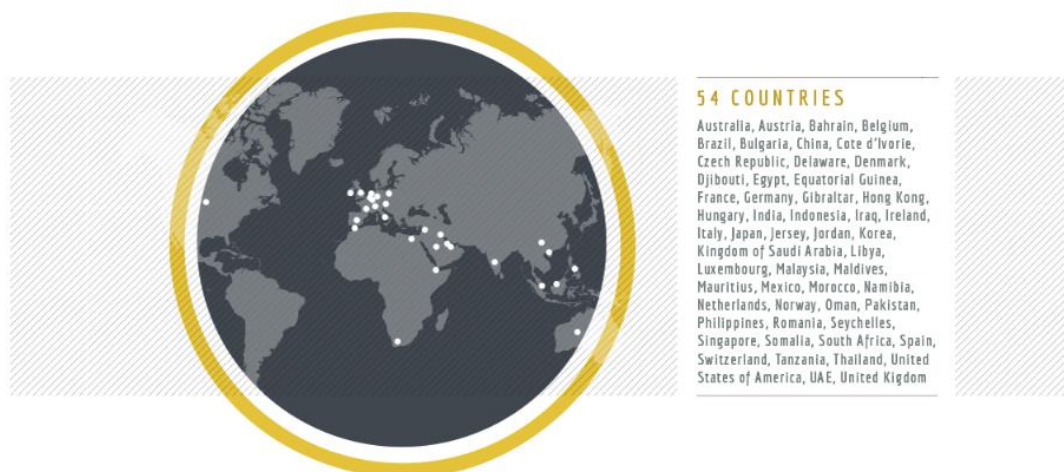 54 COUNTRIES
Australia, Austria, Bahrain, Belgium,
Brazil, Bulgaria, China, Cote d'Ivorie,
Czech Republic, Delaware, Denmark,
Djibouti, Egypt, Equatorial Guinea,
France, Germany, Gibraltar, Hong Kong,
Hungary, India, Indonesia, Iraq, Ireland,
Italy, Japan, Jersey, Jordan, Korea,
Kingdom of Saudi Arabia, Libya,
Luxembourg, Malaysia, Maldives,
Mauritius, Mexico, Morocco, Namibia,
Netherlands, Norway, Oman, Pakistan,
Philippines, Romania, Seychelles,
Singapore, Somalia, South Africa, Spain,
Switzerland, Tanzania, Thailand, United
States of America, UAE, United Kigdom